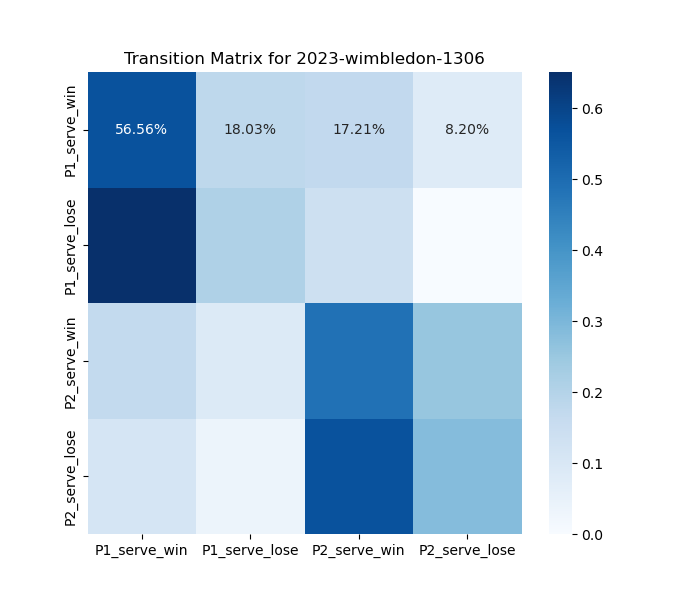 Transition Matrix for 2023-wimbledon-1306
P1_serve_win
56.56%
18.03%
17.21%
8.20%
P1_serve_lose
P2_serve_win
P2_serve_lose
P1_serve_win
P1_serve_lose
P2_serve_win
P2_serve_lose
0.6
0.5
0.4
0.3
0.2
0.1
0.0